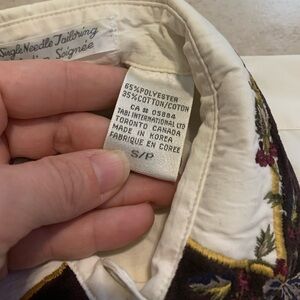 Single Needle Tailoring
Soignée
65% POLYESTER
35% COTTON/COTON
CA # 05884
TABI INTERNATIONAL LTD
TORONTO CANADA
MADE IN KOREA
FABRIQUE EN COREE
S/P